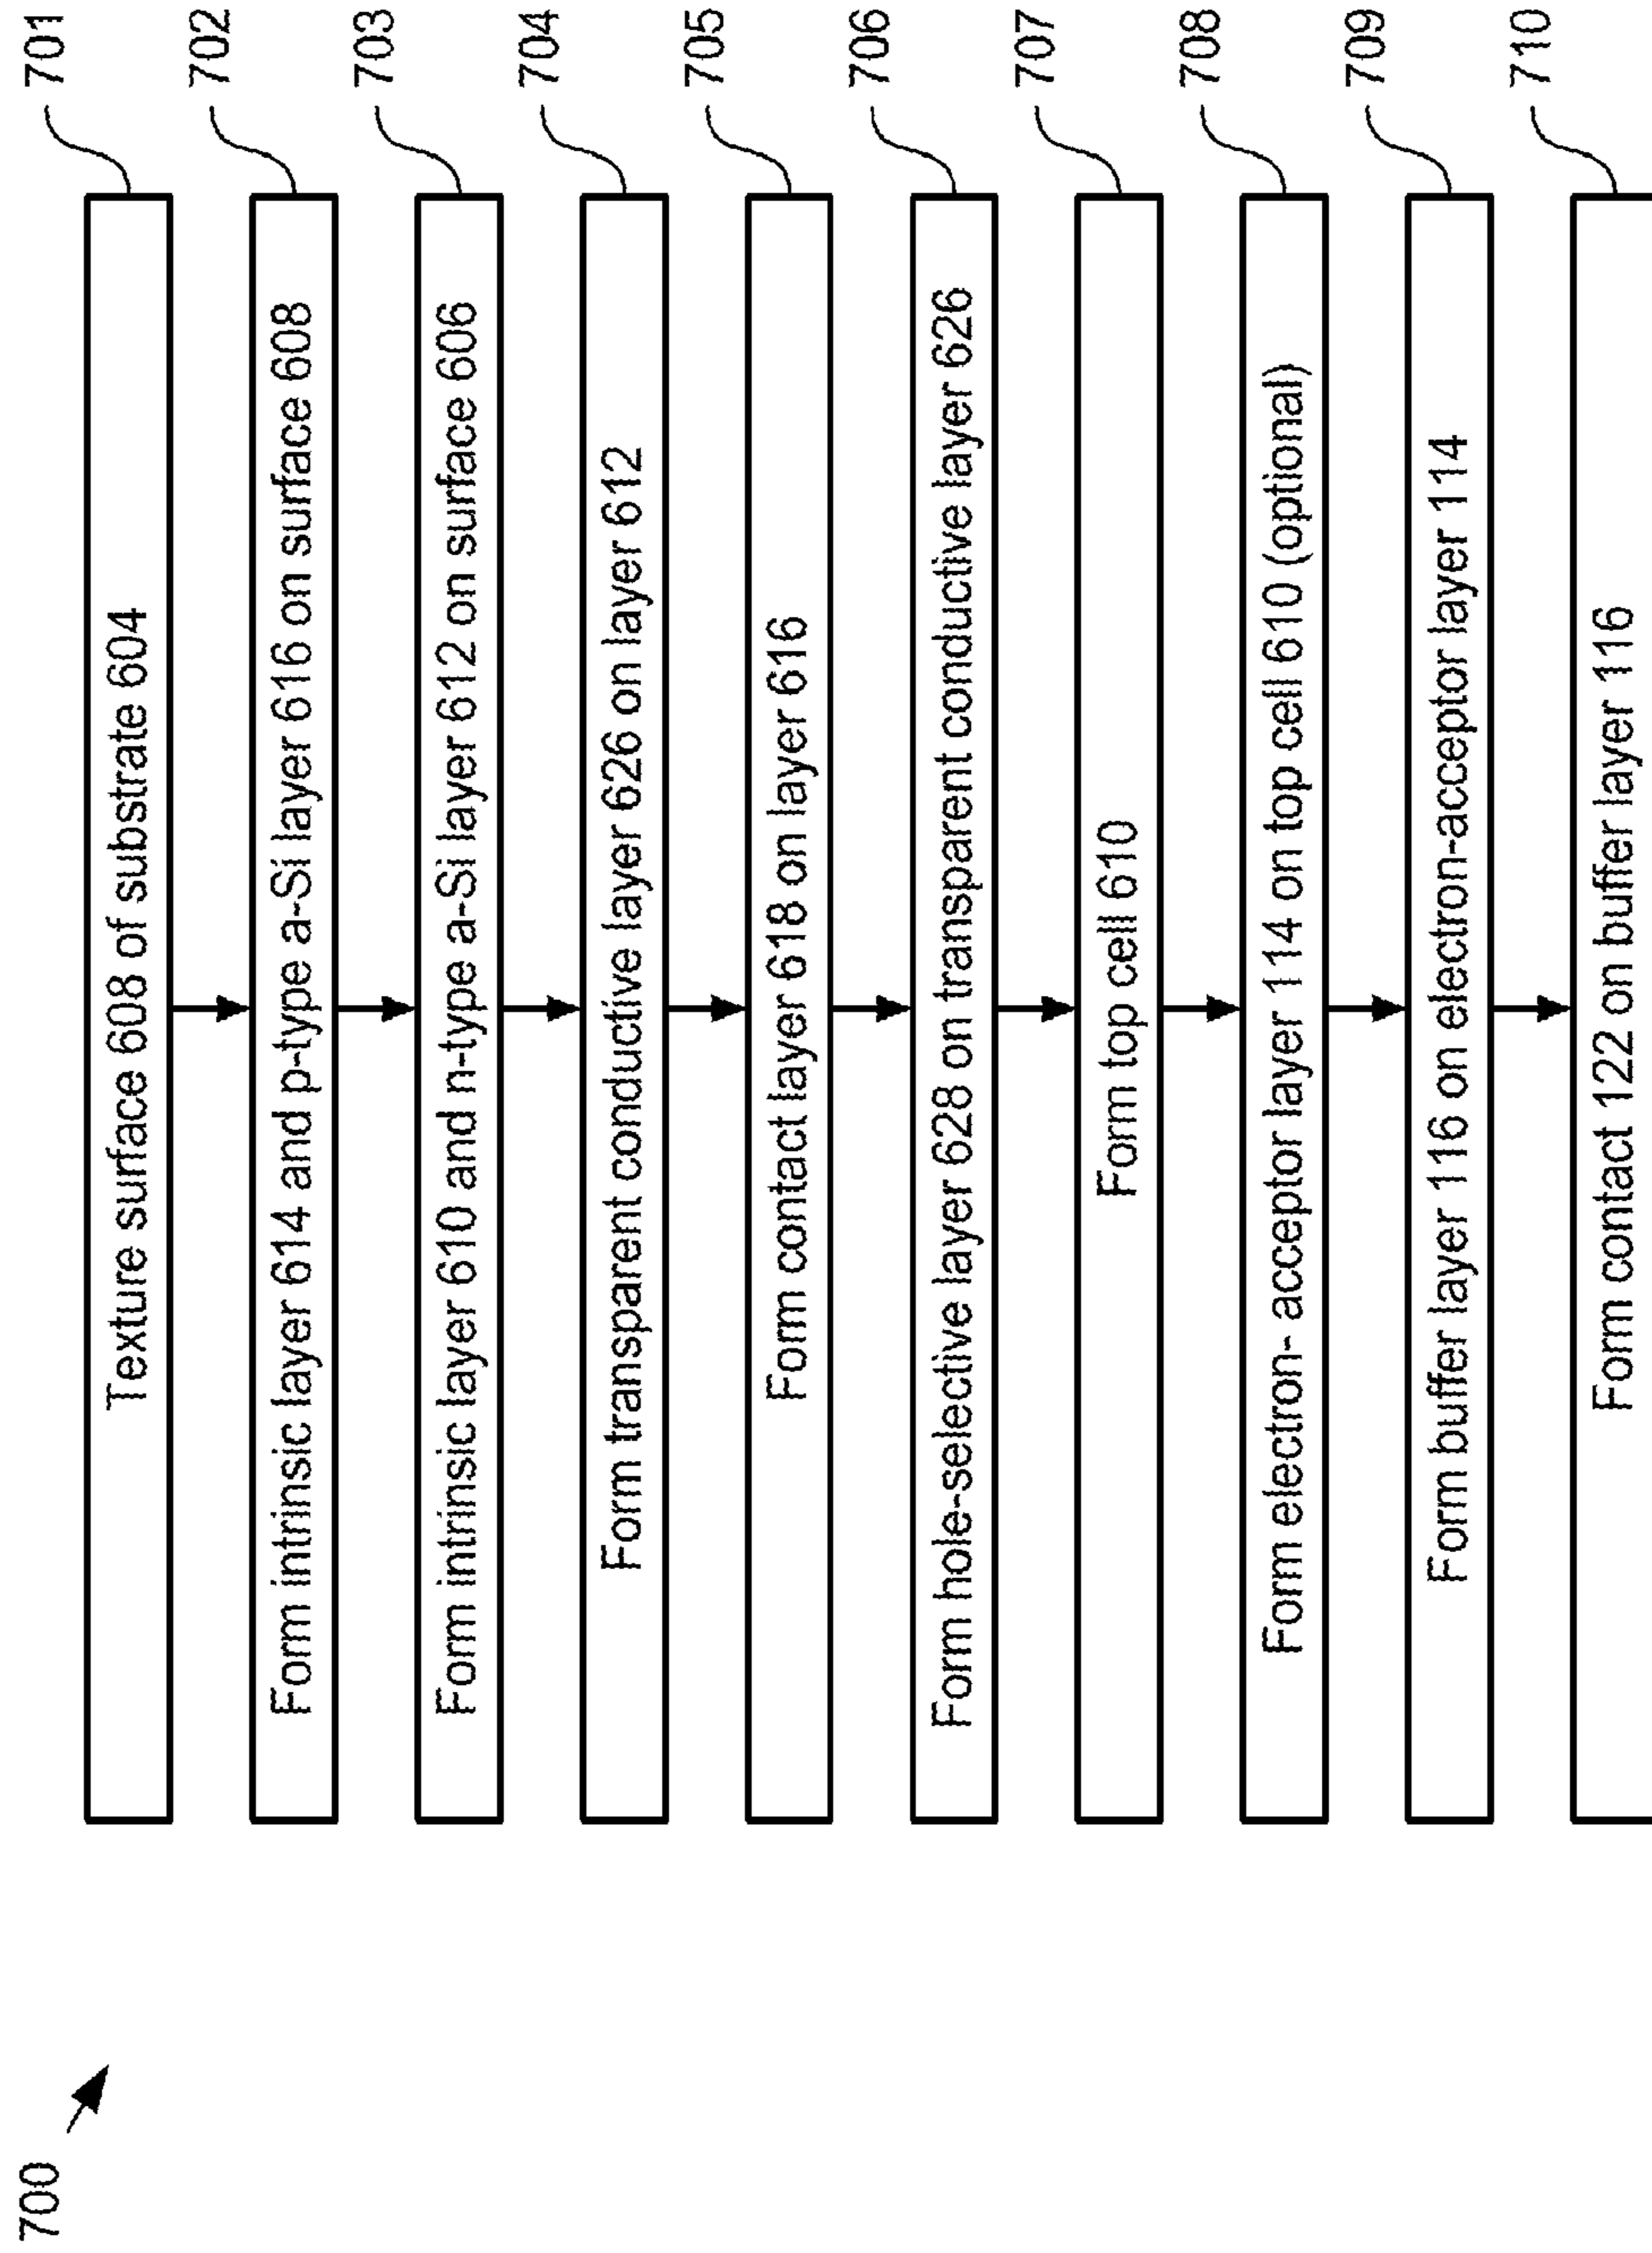 700
701
Texture surface 608 of substrate 604
702
Form intrinsic layer 614 and p-type a-Si layer 616 on surface 608
703
Form intrinsic layer 610 and n-type a-Si layer 612 on surface 606
704
Form transparent conductive layer 626 on layer 612
705
Form contact layer 618 on layer 616
706
Form hole-selective layer 628 on transparent conductive layer 626
707
Form top cell 610
708
Form electron- acceptor layer 114 on top cell 610 (optional)
709
Form buffer layer 116 on electron-acceptor layer 114
710
Form contact 122 on buffer layer 116